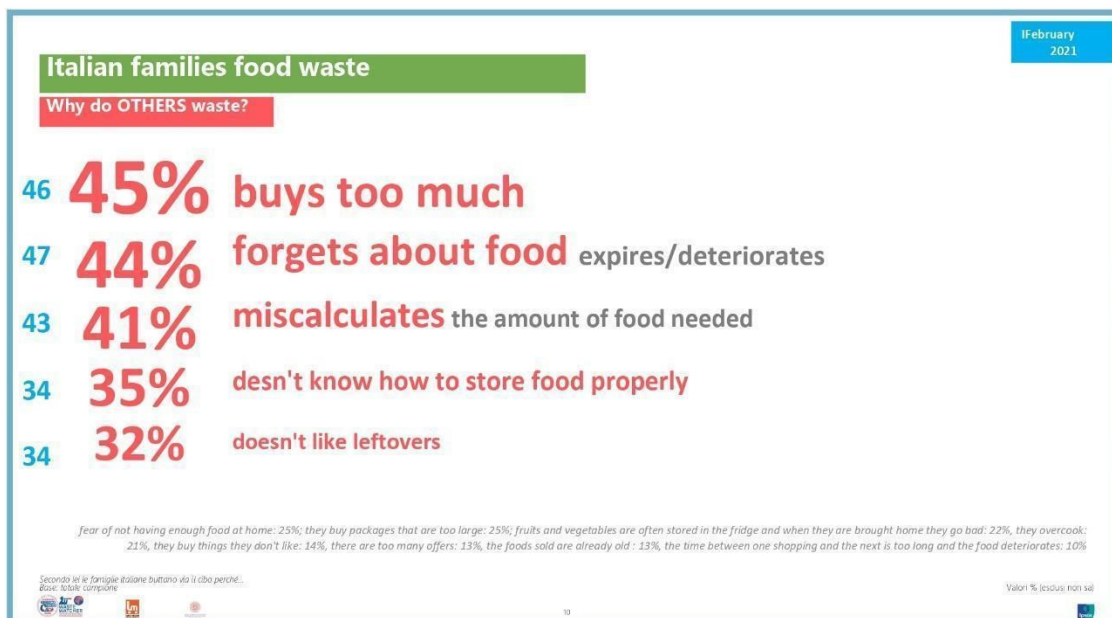 IFebruary
2021
Italian families food waste
Why do OTHERS waste?
46 45% buys too much
47 44% forgets about food expires/deteriorates
43 41% miscalculates the amount of food needed
34 35% desn't know how to store food properly
34 32% doesn't like leftovers
fear of not having enough food at home: 25%; they buy packages that are too large: 25%; fruits and vegetables are often stored in the fridge and when they are brought home they go bad: 22%, they overcook:
21%, they buy things they don't like: 14%, there are too many offers: 13%, the foods sold are already old : 13%, the time between one shopping and the next is too long and the food deteriorates: 10%
Secondo lei le famiglie italiane buttano via il cibo perché...
Base: totale campione
Valori % (esclusi non sa)
WASTE
WATCHER
lm
10
Ipsos